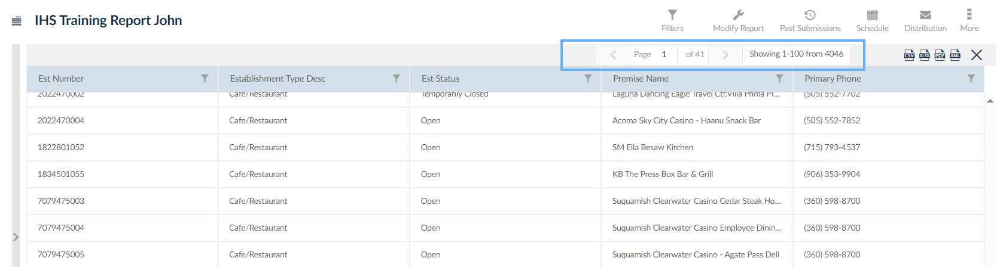 IHS Training Report John
Filters Modify Report Past Submissions Schedule Distribution More
Page 1 of 41 Showing 1-100 from 4046 CSV XLSX PDF XML
Est Number Establishment Type Desc Est Status Premise Name Primary Phone
2022470002 Cafe/Restaurant Temporarily Closed Laguna Dancing Eagle Travel Ctr.Villa Prima Pi... (505) 552-7702
2022470004 Cafe/Restaurant Open Acoma Sky City Casino - Haanu Snack Bar (505) 552-7852
1822801052 Cafe/Restaurant Open SM Ella Besaw Kitchen (715) 793-4537
1834501055 Cafe/Restaurant Open KB The Press Box Bar & Grill (906) 353-9904
7079475003 Cafe/Restaurant Open Suquamish Clearwater Casino Cedar Steak Ho... (360) 598-8700
7079475004 Cafe/Restaurant Open Suquamish Clearwater Casino Employee Dinin... (360) 598-8700
7079475005 Cafe/Restaurant Open Suquamish Clearwater Casino - Agate Pass Deli (360) 598-8700